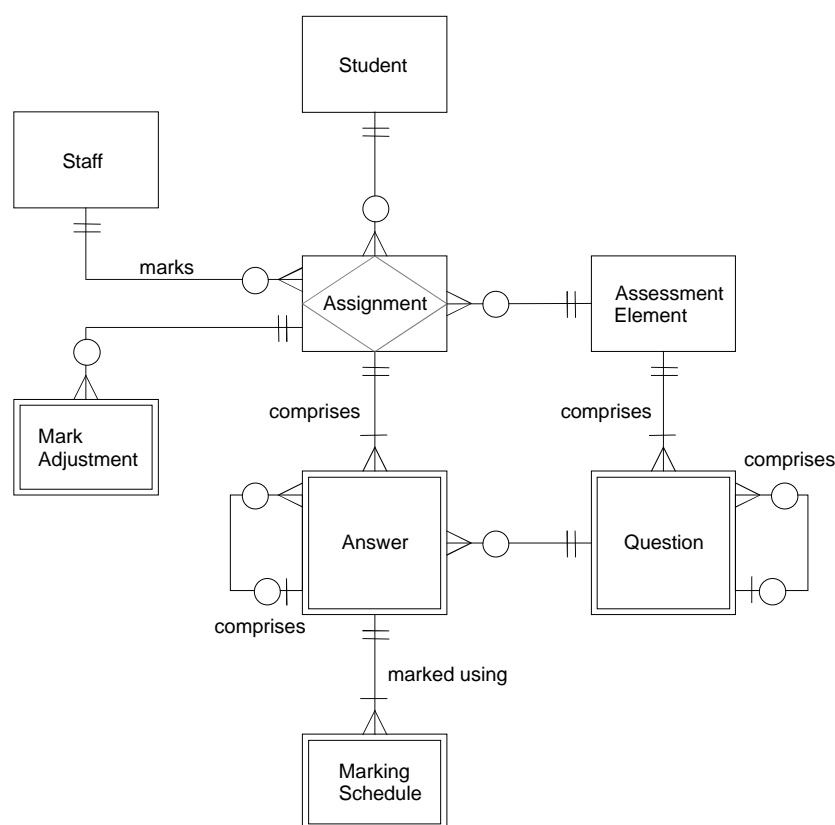 Student
Staff
marks
Assignment
Assessment
Element
comprises
comprises
Mark
Adjustment
comprises
Answer
Question
comprises
marked using
Marking
Schedule